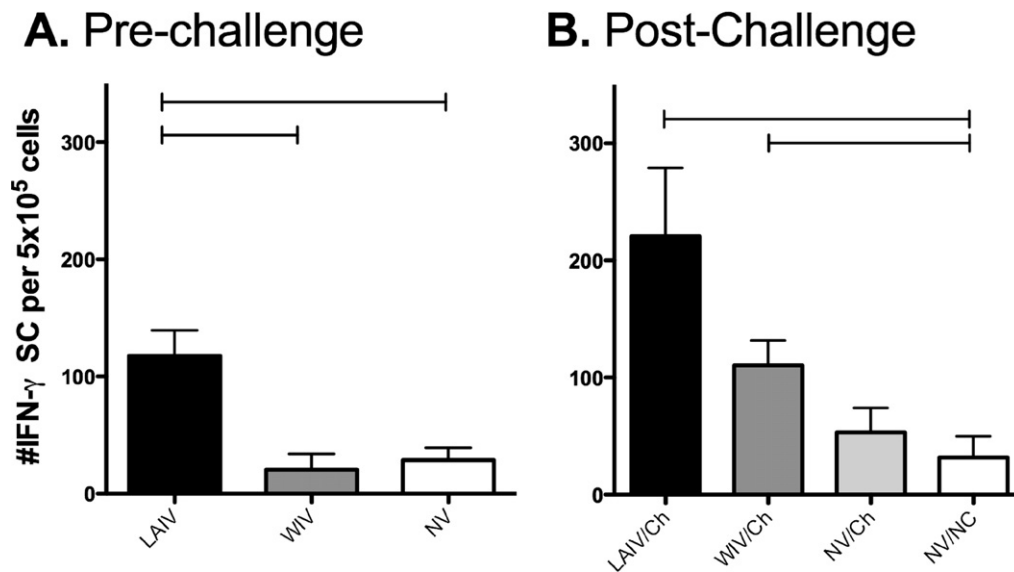 A. Pre-challenge
#IFN-γ SC per 5x10⁵ cells
300
200
100
0
LAIV
WIV
NV
B. Post-Challenge
300
200
100
0
LAIV/Ch
WIV/Ch
NV/Ch
NV/NC